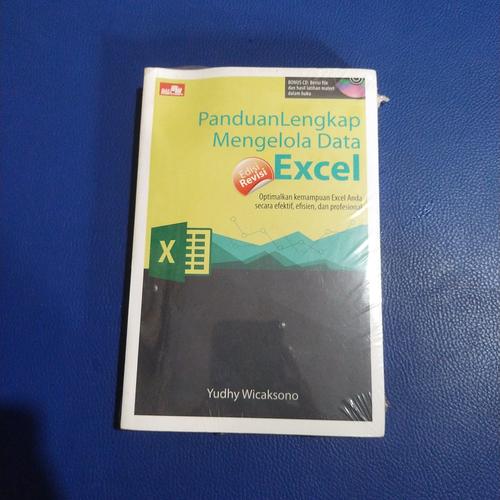 BONUS CD: Berisi file
dan hasil latihan materi
dalam buku
PanduanLengkap
Mengelola Data
Edisi
Revisi
Excel
Optimalkan kemampuan Excel Anda
secara efektif, efisien, dan profesional
X
Yudhy Wicaksono